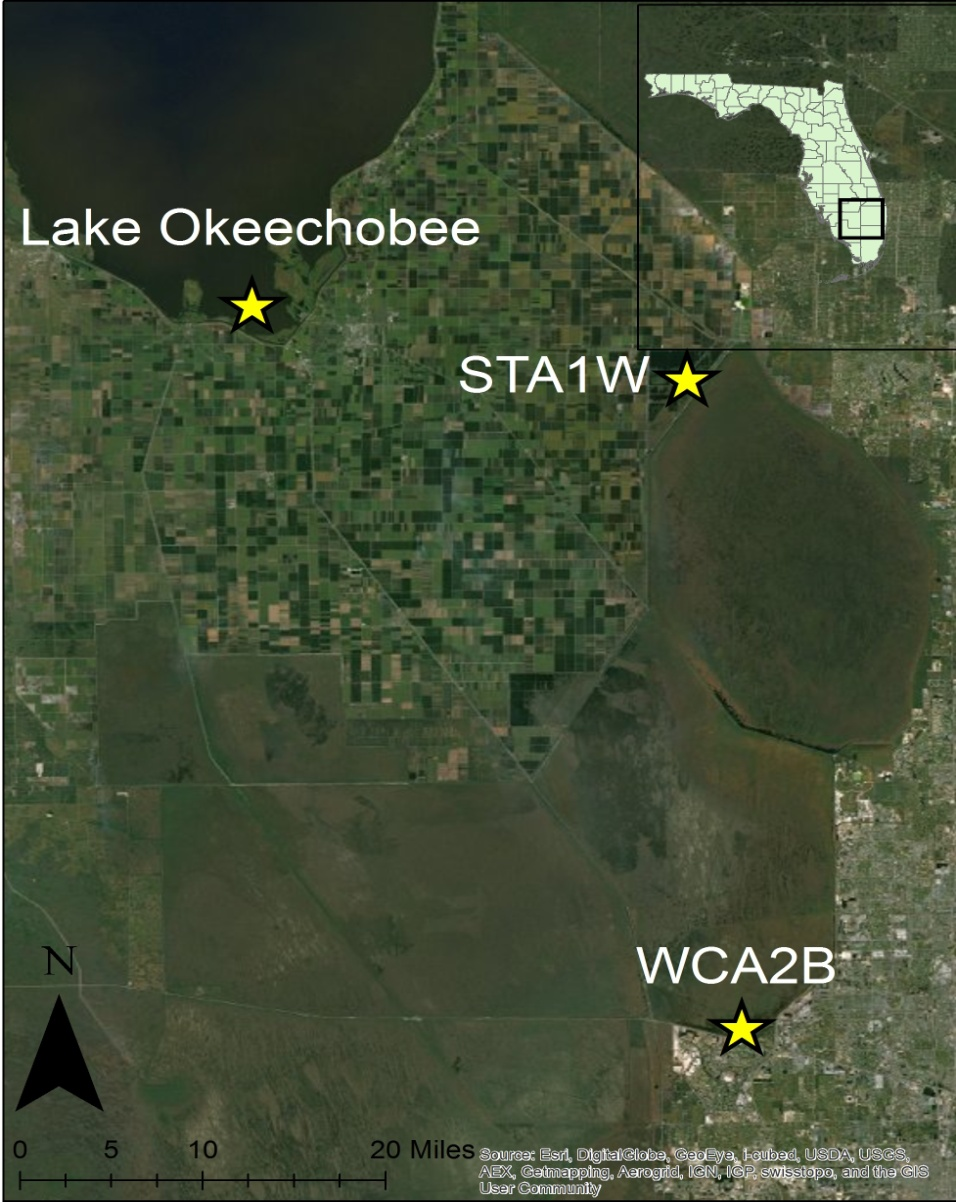 Lake Okeechobee
STA1W
WCA2B
N
0 5 10 20 Miles
Source: Esri, DigitalGlobe, GeoEye, i-cubed, USDA, USGS,
AEX, Getmapping, Aerogrid, IGN, IGP, swisstopo, and the GIS
User Community